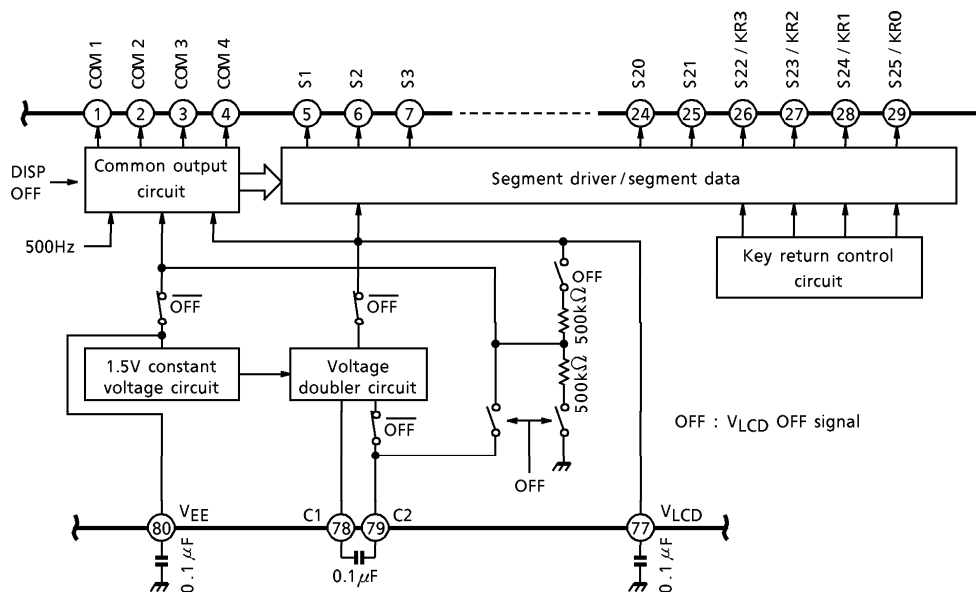 COM 1
COM 2
COM 3
COM 4
S1
S2
S3
S20
S21
S22 / KR3
S23 / KR2
S24 / KR1
S25 / KR0
1
2
3
4
5
6
7
24
25
26
27
28
29
DISP
OFF
Common output
circuit
Segment driver / segment data
500Hz
Key return control
circuit
OFF
OFF
OFF
500kΩ
1.5V constant
voltage circuit
Voltage
doubler circuit
500kΩ
OFF
OFF : VLCD OFF signal
OFF
80
VEE
C1
78
79
C2
77
VLCD
0.1μF
0.1μF
0.1μF